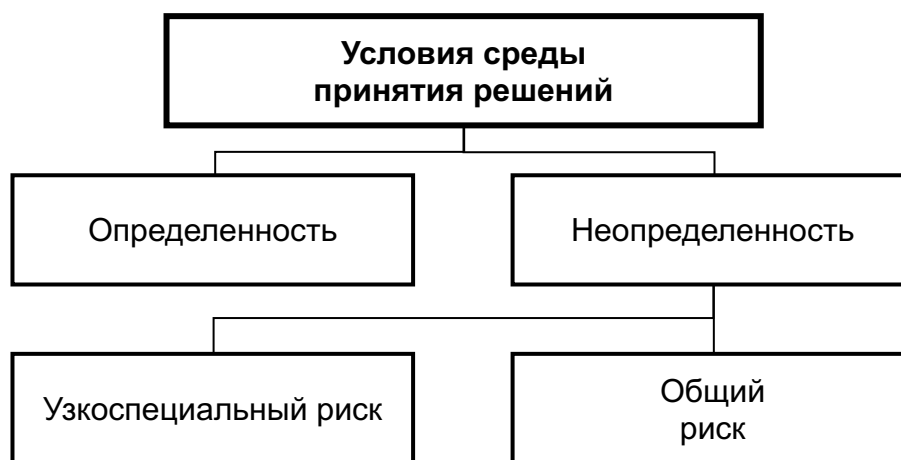 Условия среды
принятия решений
Определенность
Неопределенность
Узкоспециальный риск
Общий
риск